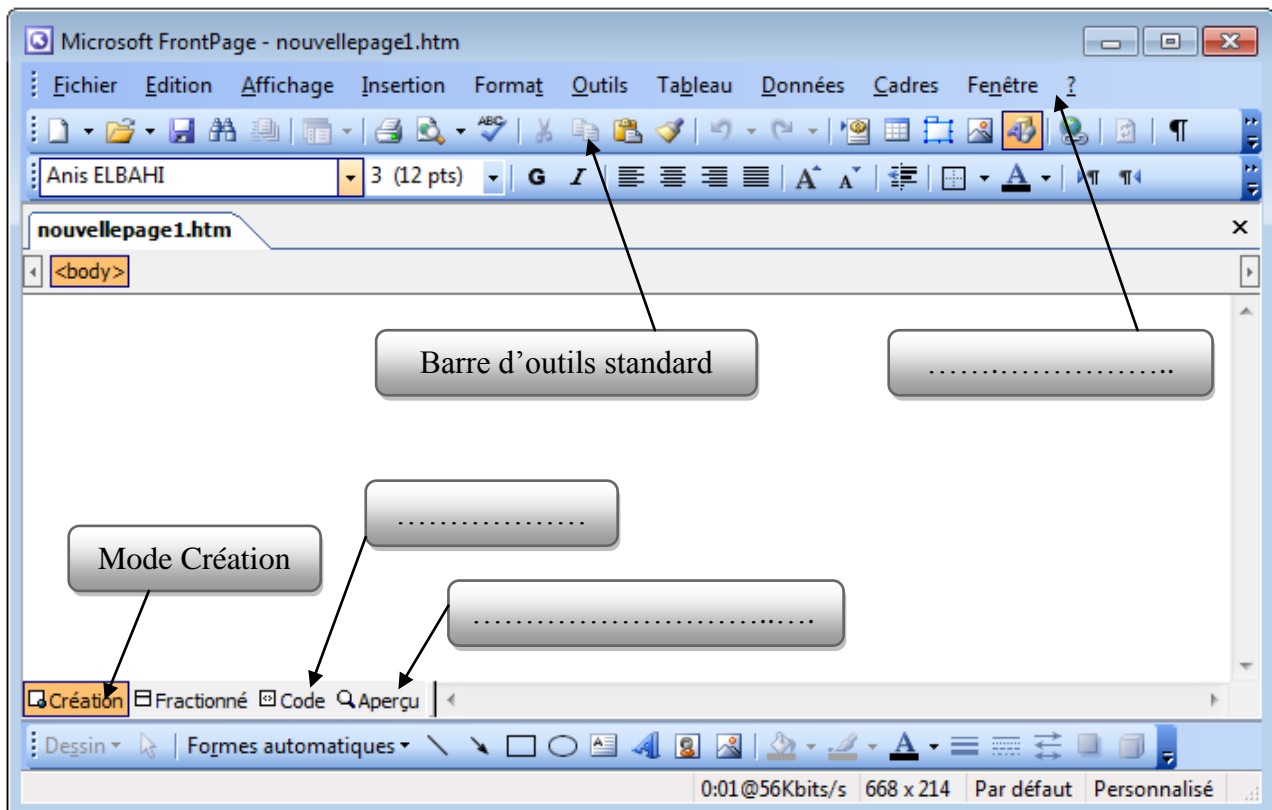 Microsoft FrontPage - nouvellepage1.htm
Fichier Edition Affichage Insertion Format Outils Tableau Données Cadres Fenêtre ?
ABC ¶
Anis ELBAHI 3 (12 pts) G I A A A ¶ ¶
nouvellepage1.htm
<body>
Barre d’outils standard
…….……………..
………………
Mode Création
………………………..….
Création Fractionné Code Aperçu
Dessin Formes automatiques A A
0:01@56Kbits/s 668 x 214 Par défaut Personnalisé